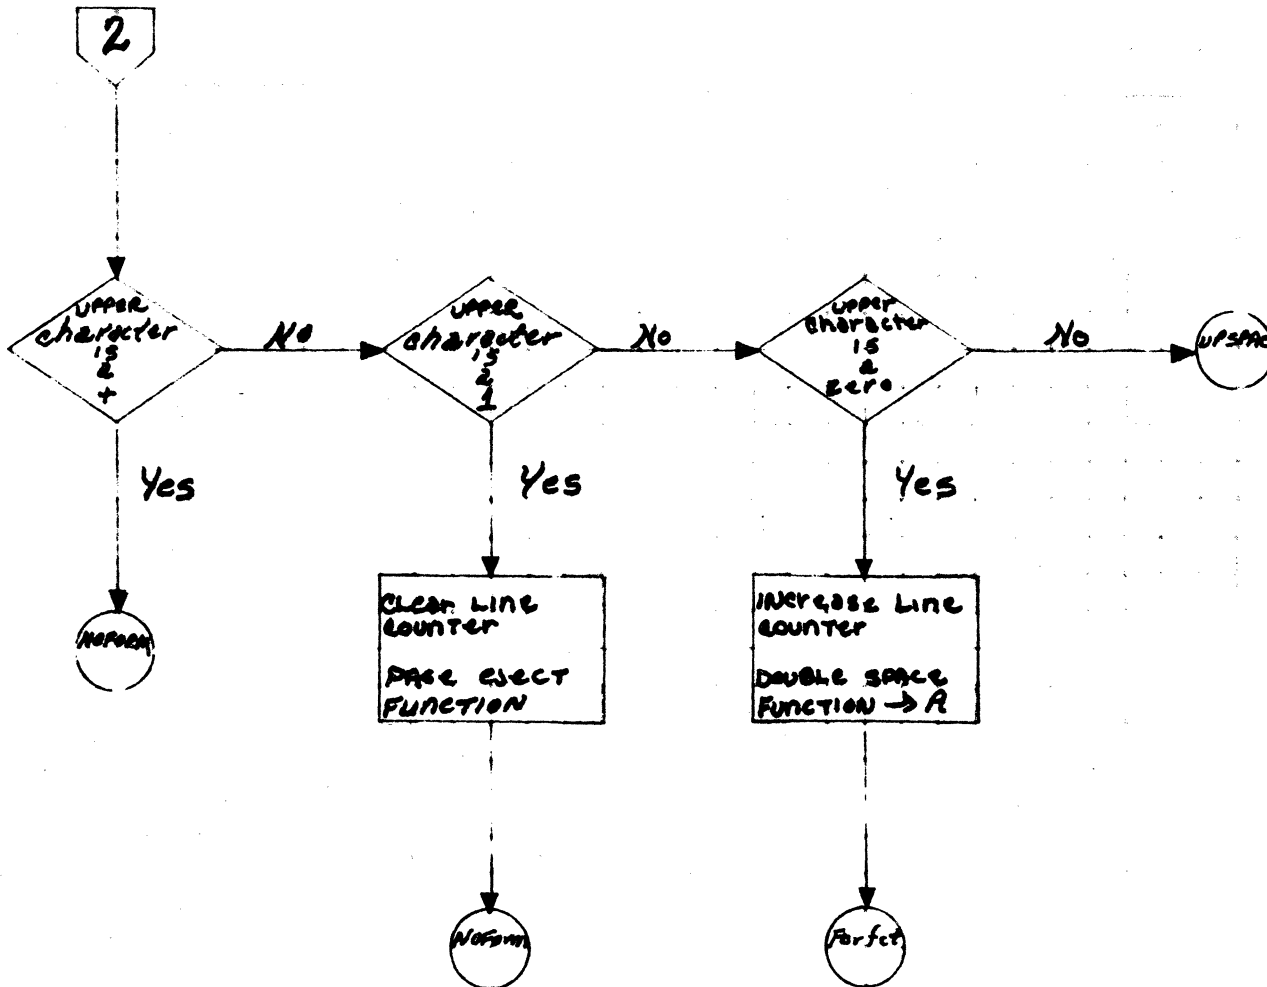 2
UPPER
character
is
a
+
No
UPPER
character
is
a
1
No
UPPER
character
is
a
zero
No
UPSPAC
Yes
Yes
Yes
NOFORM
CLEAR LINE
COUNTER
PAGE EJECT
FUNCTION
INCREASE LINE
COUNTER
DOUBLE SPACE
FUNCTION → A
NOForm
Forfct